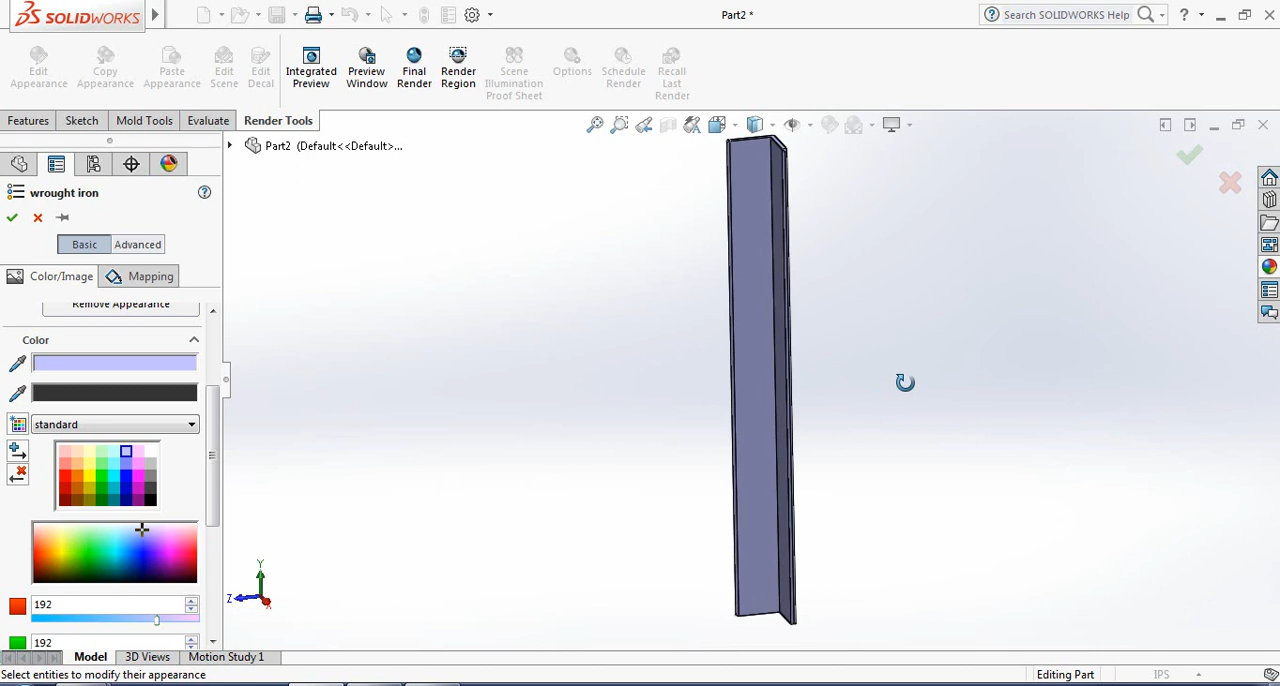 SOLIDWORKS
Part2 *
Search SOLIDWORKS Help
Edit Appearance
Copy Appearance
Paste Appearance
Edit Scene
Edit Decal
Integrated Preview
Preview Window
Final Render
Render Region
Scene Illumination Proof Sheet
Options
Schedule Render
Recall Last Render
Features
Sketch
Mold Tools
Evaluate
Render Tools
Part2 (Default<<Default>...
wrought iron
Basic
Advanced
Color/Image
Mapping
Remove Appearance
Color
standard
192
192
Y
Z
X
Model
3D Views
Motion Study 1
Select entities to modify their appearance
Editing Part
IPS